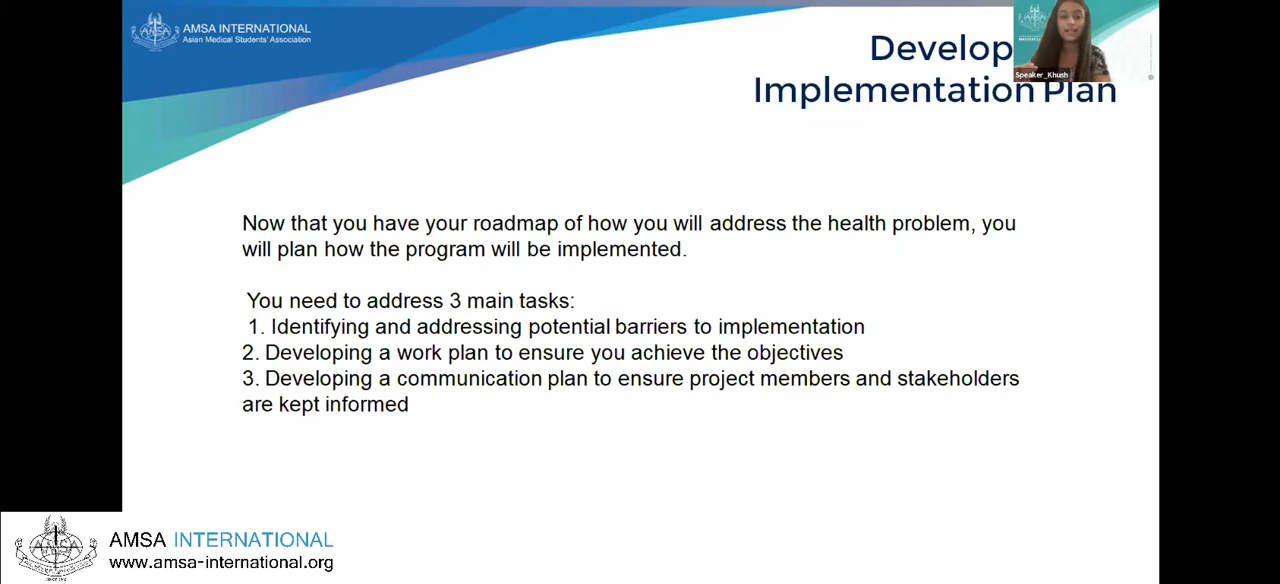 AMSA INTERNATIONAL
Asian Medical Students' Association
Develop
Implementation Plan
Speaker_Khush
Now that you have your roadmap of how you will address the health problem, you
will plan how the program will be implemented.
You need to address 3 main tasks:
1. Identifying and addressing potential barriers to implementation
2. Developing a work plan to ensure you achieve the objectives
3. Developing a communication plan to ensure project members and stakeholders
are kept informed
AMSA INTERNATIONAL
www.amsa-international.org